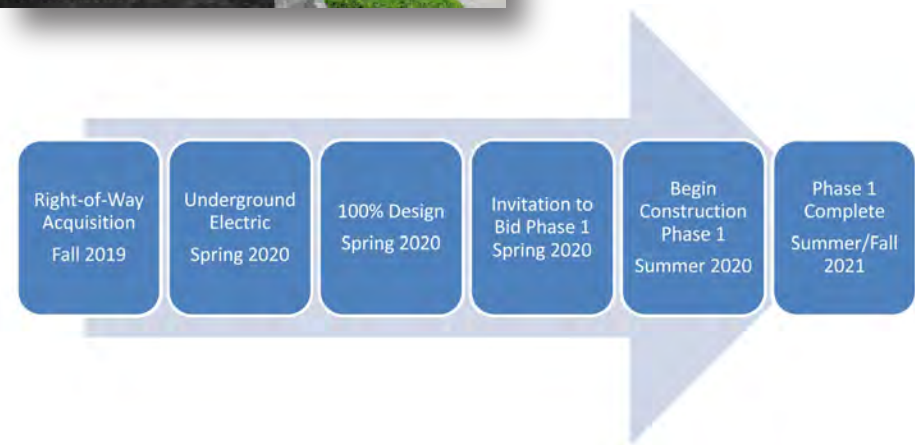 Right-of-Way
Acquisition
Fall 2019
Underground
Electric
Spring 2020
100% Design
Spring 2020
Invitation to
Bid Phase 1
Spring 2020
Begin
Construction
Phase 1
Summer 2020
Phase 1
Complete
Summer/Fall
2021